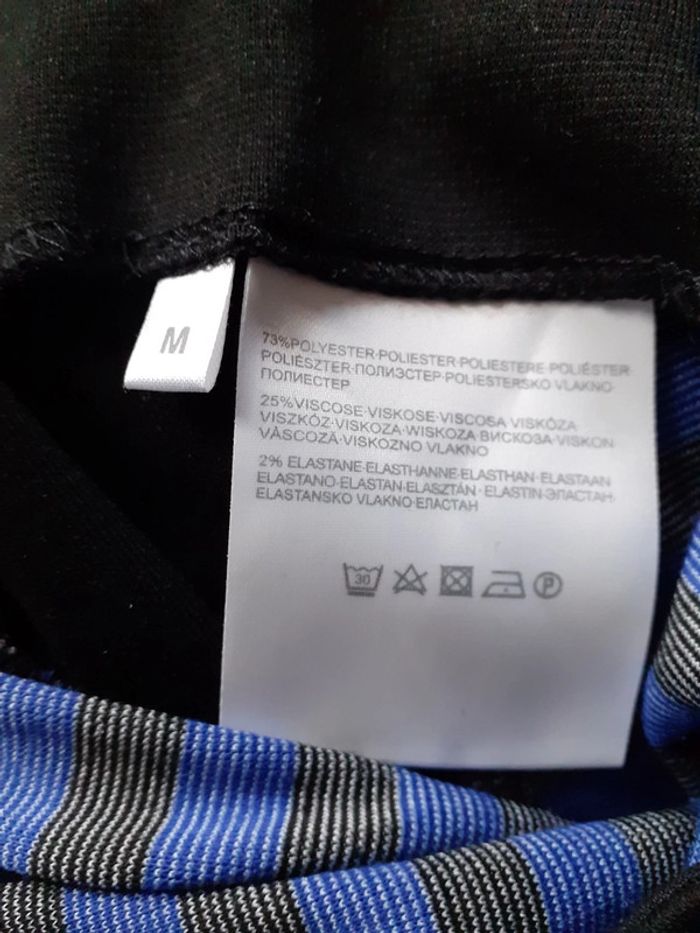 M
73%POLYESTER·POLIESTER·POLIESTERE·POLIÉSTER·
POLIÉSZTER·ПОЛИЭСТЕР·POLIESTERSKO VLAKNO·
ПОЛИЕСТЕР
25%VISCOSE·VISKOSE·VISCOSA VISKÓZA
VISZKÓZ·VISKOZA·WISKOZA ВИСКОЗА·VISKON
VÂSCOZĂ·VISKOZNO VLAKNO
2% ELASTANE·ELASTHANNE·ELASTHAN·ELASTAAN
ELASTANO·ELASTAN·ELASZTÁN· ELASTIN·ЭЛАСТАН·
ELASTANSKO VLAKNO·ЕЛАСТАН
30
P